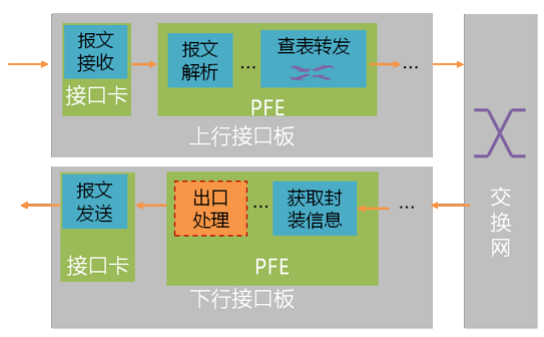 报文
接收
接口卡
报文
解析
...
查表转发
PFE
...
上行接口板
报文
发送
接口卡
出口
处理
...
获取封
装信息
PFE
...
下行接口板
交
换
网